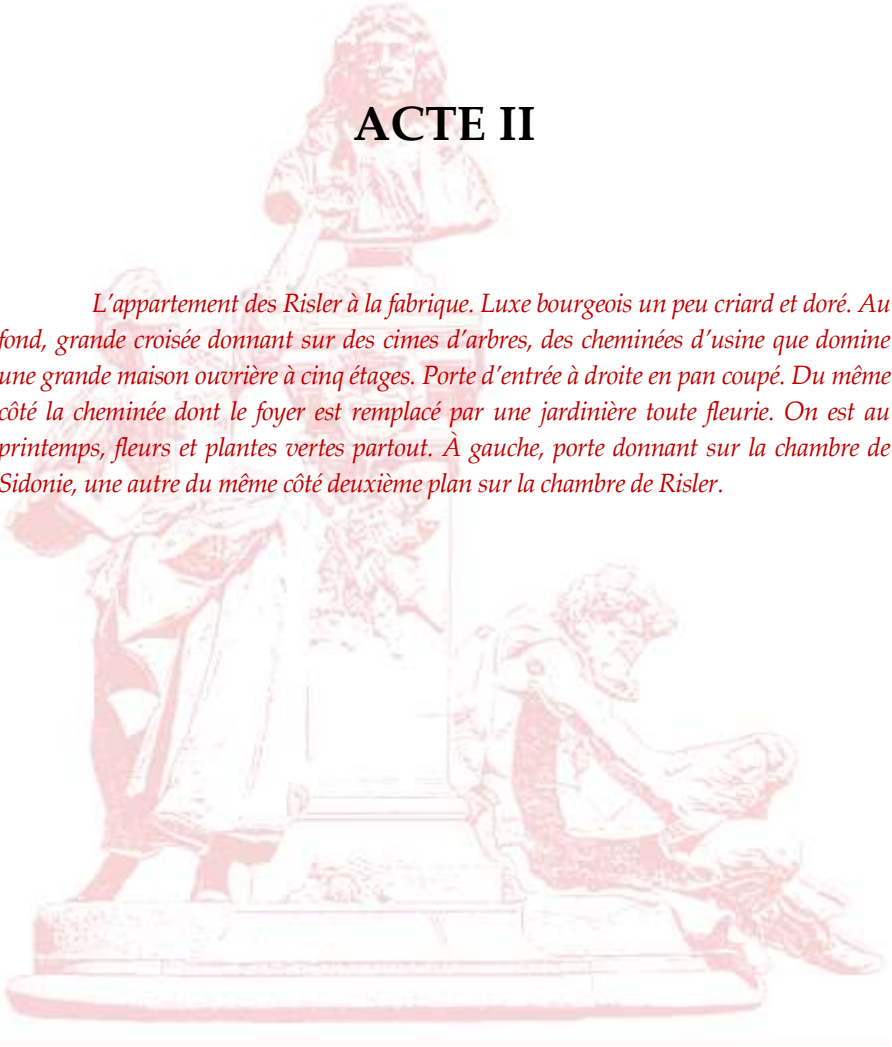 ACTE II
L’appartement des Risler à la fabrique. Luxe bourgeois un peu criard et doré. Au
fond, grande croisée donnant sur des cimes d’arbres, des cheminées d’usine que domine
une grande maison ouvrière à cinq étages. Porte d’entrée à droite en pan coupé. Du même
côté la cheminée dont le foyer est remplacé par une jardinière toute fleurie. On est au
printemps, fleurs et plantes vertes partout. À gauche, porte donnant sur la chambre de
Sidonie, une autre du même côté deuxième plan sur la chambre de Risler.